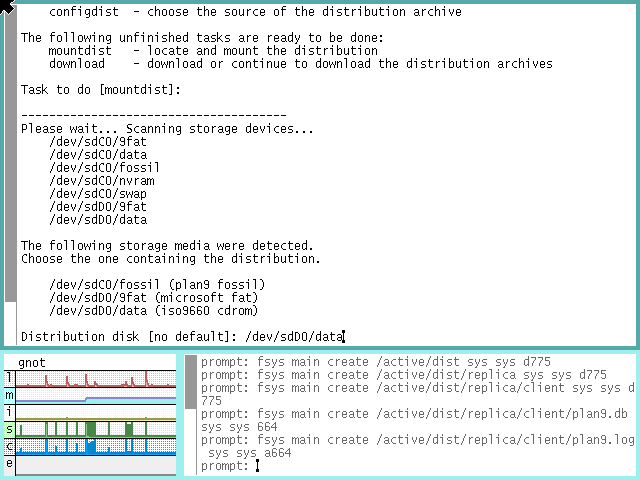 configdist  - choose the source of the distribution archive
The following unfinished tasks are ready to be done:
mountdist   - locate and mount the distribution
download    - download or continue to download the distribution archives
Task to do [mountdist]:
--------------------------------------
Please wait... Scanning storage devices...
/dev/sdC0/9fat
/dev/sdC0/data
/dev/sdC0/fossil
/dev/sdC0/nvram
/dev/sdC0/swap
/dev/sdD0/9fat
/dev/sdD0/data
The following storage media were detected.
Choose the one containing the distribution.
/dev/sdC0/fossil (plan9 fossil)
/dev/sdD0/9fat (microsoft fat)
/dev/sdD0/data (iso9660 cdrom)
Distribution disk [no default]: /dev/sdD0/data
gnot
l
m
i
s
c
e
prompt: fsys main create /active/dist sys sys d775
prompt: fsys main create /active/dist/replica sys sys d775
prompt: fsys main create /active/dist/replica/client sys sys d
775
prompt: fsys main create /active/dist/replica/client/plan9.db
sys sys 664
prompt: fsys main create /active/dist/replica/client/plan9.log
sys sys a664
prompt: